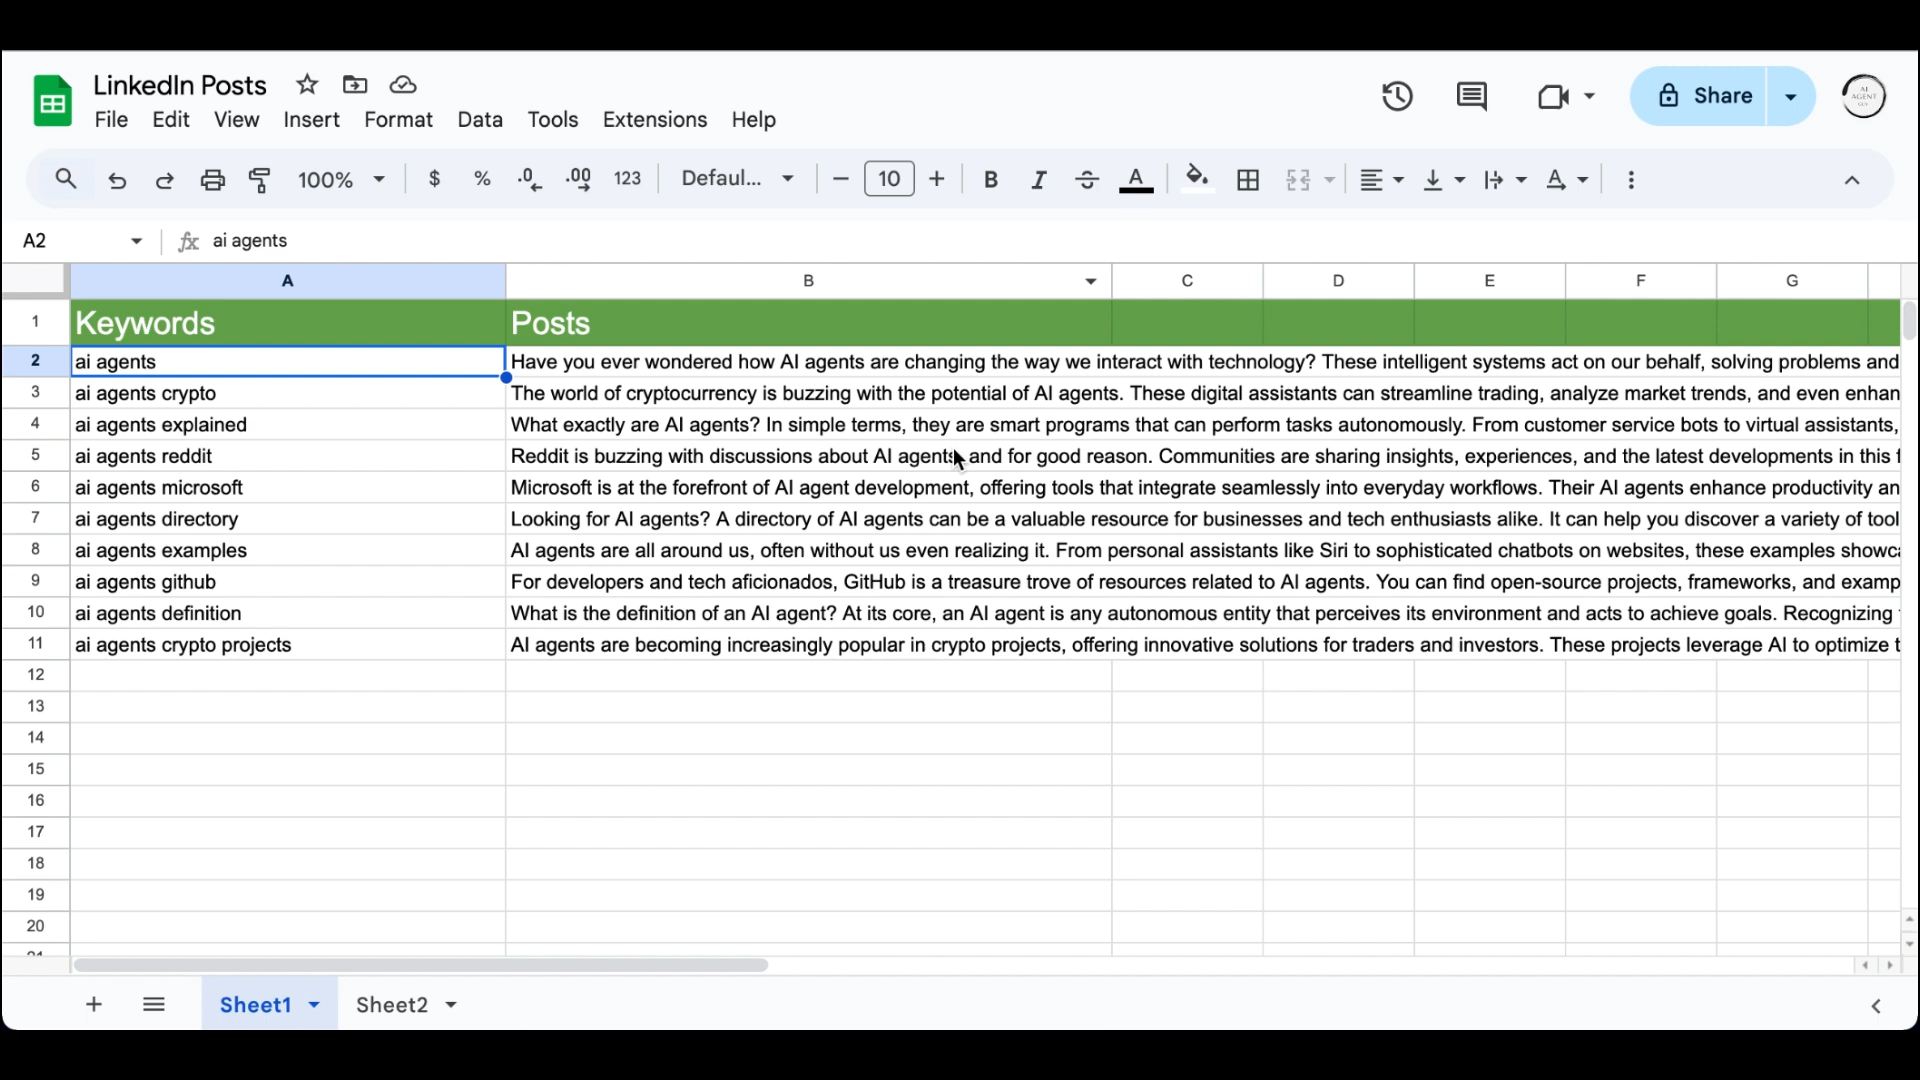 LinkedIn Posts
File Edit View Insert Format Data Tools Extensions Help
Share
AI AGENT GUY
100% $ % .0 .00 123 Defaul... 10 B I A A
A2 fx ai agents
A B C D E F G
1 Keywords Posts
2 ai agents Have you ever wondered how AI agents are changing the way we interact with technology? These intelligent systems act on our behalf, solving problems and
3 ai agents crypto The world of cryptocurrency is buzzing with the potential of AI agents. These digital assistants can streamline trading, analyze market trends, and even enhan
4 ai agents explained What exactly are AI agents? In simple terms, they are smart programs that can perform tasks autonomously. From customer service bots to virtual assistants,
5 ai agents reddit Reddit is buzzing with discussions about AI agents and for good reason. Communities are sharing insights, experiences, and the latest developments in this f
6 ai agents microsoft Microsoft is at the forefront of AI agent development, offering tools that integrate seamlessly into everyday workflows. Their AI agents enhance productivity an
7 ai agents directory Looking for AI agents? A directory of AI agents can be a valuable resource for businesses and tech enthusiasts alike. It can help you discover a variety of tool
8 ai agents examples AI agents are all around us, often without us even realizing it. From personal assistants like Siri to sophisticated chatbots on websites, these examples showca
9 ai agents github For developers and tech aficionados, GitHub is a treasure trove of resources related to AI agents. You can find open-source projects, frameworks, and examp
10 ai agents definition What is the definition of an AI agent? At its core, an AI agent is any autonomous entity that perceives its environment and acts to achieve goals. Recognizing
11 ai agents crypto projects AI agents are becoming increasingly popular in crypto projects, offering innovative solutions for traders and investors. These projects leverage AI to optimize t
12
13
14
15
16
17
18
19
20
21
Sheet1 Sheet2